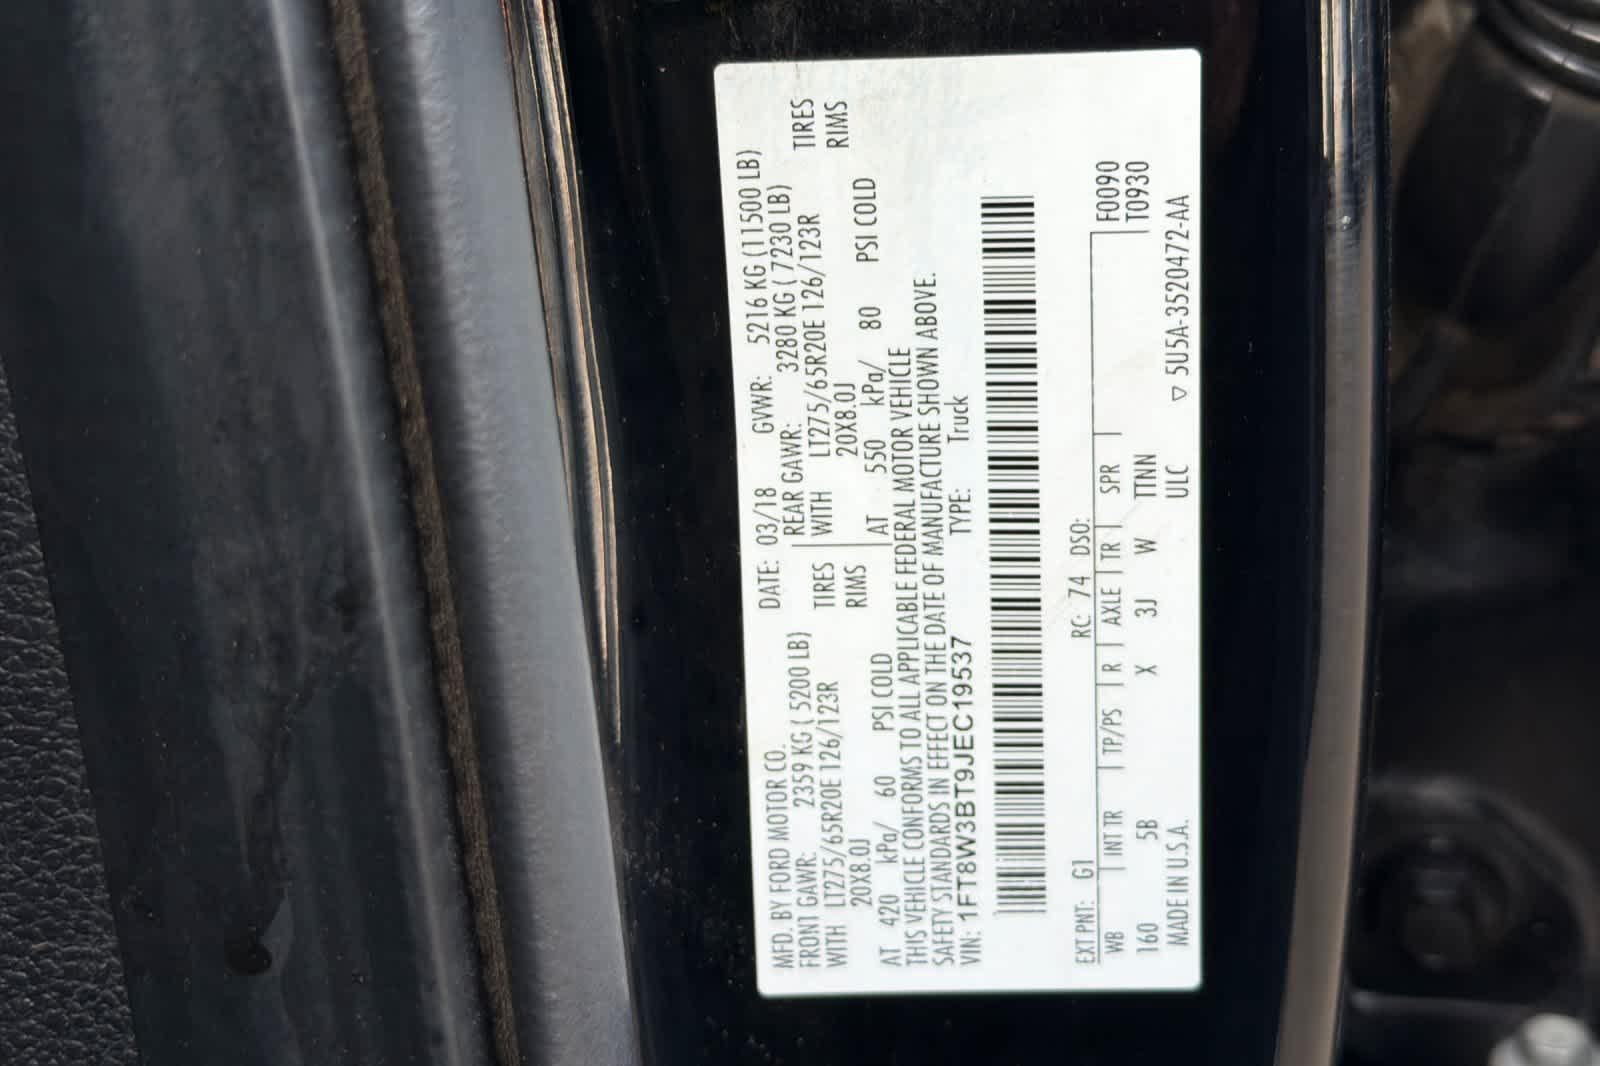 MFD. BY FORD MOTOR CO.
DATE: 03/18 GVWR: 5216 KG (11500 LB)
FRONT GAWR: 2359 KG ( 5200 LB) REAR GAWR: 3280 KG ( 7230 LB)
WITH LT275/65R20E 126/123R TIRES WITH LT275/65R20E 126/123R TIRES
20X8.0J RIMS 20X8.0J RIMS
AT 420 kPa/ 60 PSI COLD AT 550 kPa/ 80 PSI COLD
THIS VEHICLE CONFORMS TO ALL APPLICABLE FEDERAL MOTOR VEHICLE
SAFETY STANDARDS IN EFFECT ON THE DATE OF MANUFACTURE SHOWN ABOVE.
VIN: 1FT8W3BT9JEC19537 TYPE: Truck
EXT PNT: G1 RC: 74 DSO: F0090
WB INT TR TP/PS R AXLE TR SPR T0930
160 5B X 3J W TTNN
MADE IN U.S.A. ULC ▽ 5U5A-3520472-AA